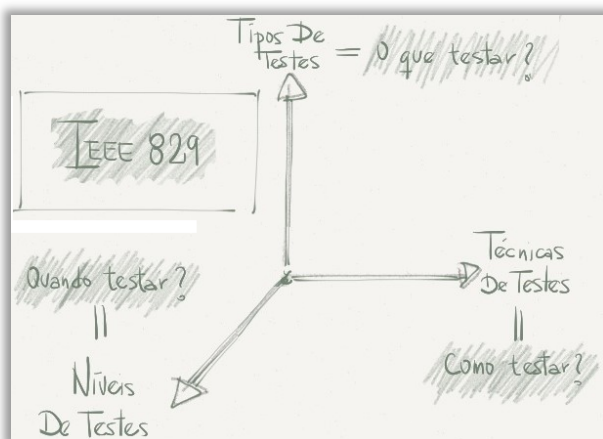 Tipos De
Testes = O que testar?
IEEE 829
Técnicas
De Testes
||
Como testar?
Quando testar?
||
Níveis
De Testes